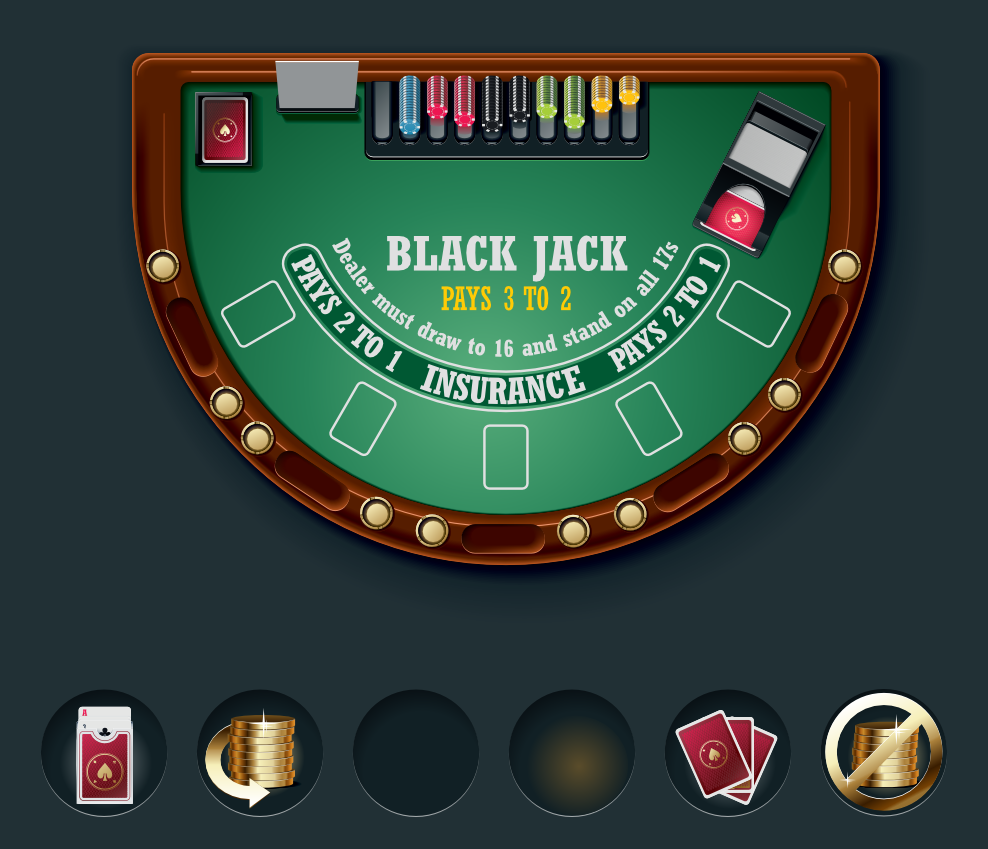 BLACK JACK
PAYS 3 TO 2
Dealer must draw to 16 and stand on all 17s
PAYS 2 TO 1 INSURANCE PAYS 2 TO 1
A